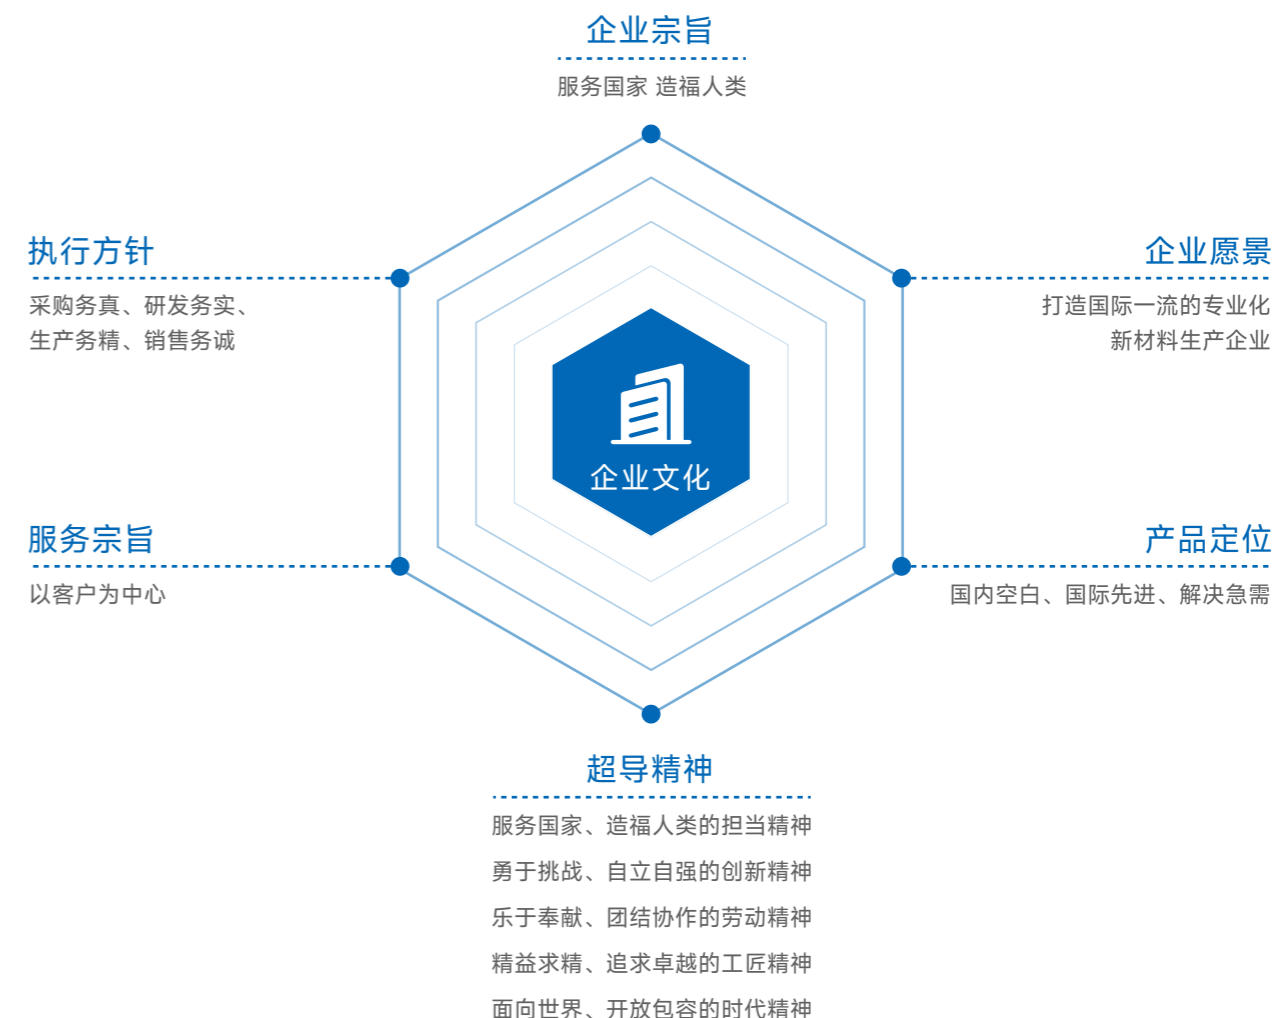 企业宗旨
服务国家 造福人类
执行方针
采购务真、研发务实、
生产务精、销售务诚
企业愿景
打造国际一流的专业化
新材料生产企业
企业文化
服务宗旨
以客户为中心
产品定位
国内空白、国际先进、解决急需
超导精神
服务国家、造福人类的担当精神
勇于挑战、自立自强的创新精神
乐于奉献、团结协作的劳动精神
精益求精、追求卓越的工匠精神
面向世界、开放包容的时代精神